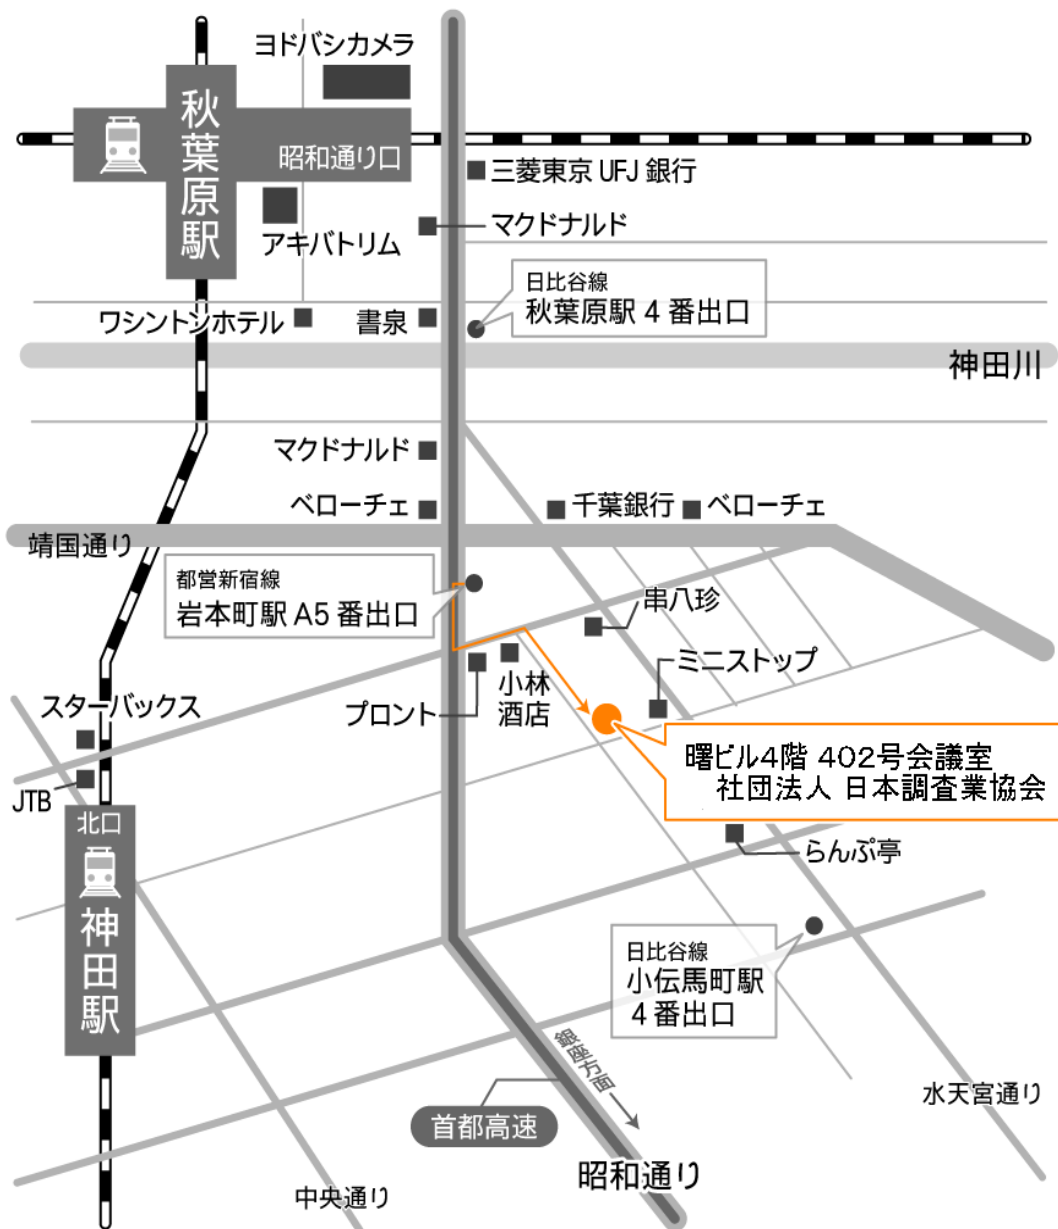 ヨドバシカメラ
秋葉原駅
昭和通り口
三菱東京 UFJ 銀行
マクドナルド
アキバトリム
日比谷線
秋葉原駅 4 番出口
ワシントンホテル
書泉
神田川
マクドナルド
ベローチェ
千葉銀行
ベローチェ
靖国通り
都営新宿線
岩本町駅 A5 番出口
串八珍
ミニストップ
小林
酒店
プロント
スターバックス
JTB
曙ビル4階 402号会議室
社団法人 日本調査業協会
北口
神田駅
らんぷ亭
日比谷線
小伝馬町駅
4 番出口
銀座方面
水天宮通り
首都高速
昭和通り
中央通り